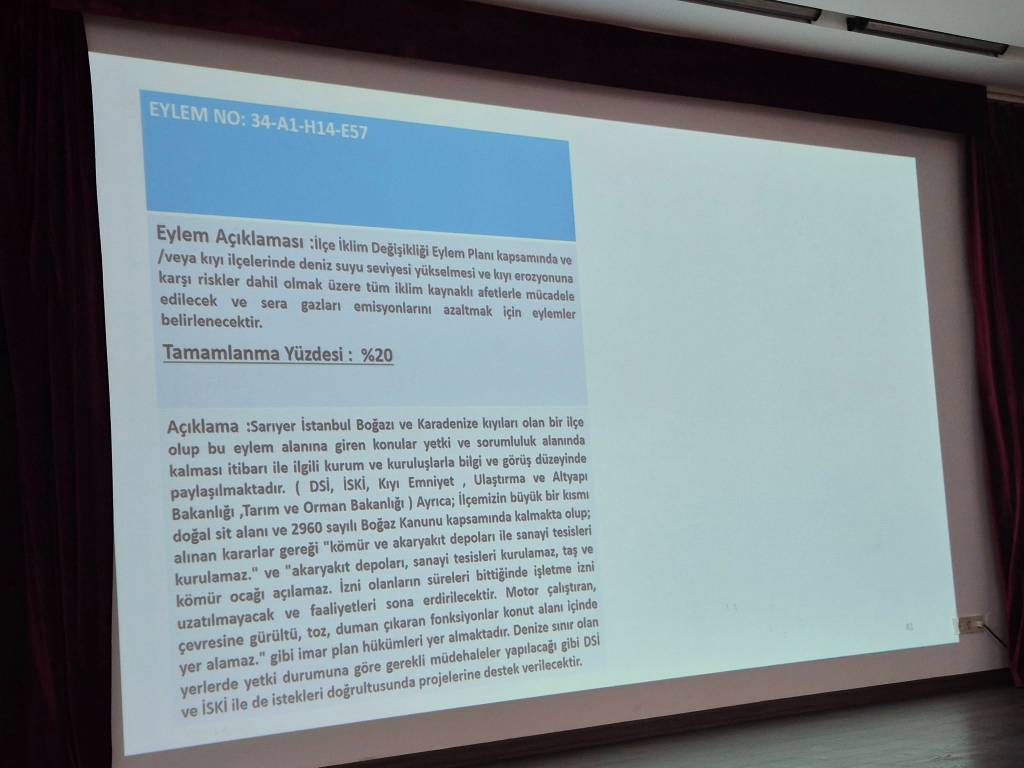 EYLEM NO: 34-A1-H14-E57
Eylem Açıklaması :İlçe İklim Değişikliği Eylem Planı kapsamında ve
/veya kıyı ilçelerinde deniz suyu seviyesi yükselmesi ve kıyı erozyonuna
karşı riskler dahil olmak üzere tüm iklim kaynaklı afetlerle mücadele
edilecek ve sera gazları emisyonlarını azaltmak için eylemler
belirlenecektir.
Tamamlanma Yüzdesi : %20
Açıklama :Sarıyer İstanbul Boğazı ve Karadenize kıyıları olan bir ilçe
olup bu eylem alanına giren konular yetki ve sorumluluk alanında
kalması itibarı ile ilgili kurum ve kuruluşlarla bilgi ve görüş düzeyinde
paylaşılmaktadır. ( DSİ, İSKİ, Kıyı Emniyet , Ulaştırma ve Altyapı
Bakanlığı ,Tarım ve Orman Bakanlığı ) Ayrıca; İlçemizin büyük bir kısmı
doğal sit alanı ve 2960 sayılı Boğaz Kanunu kapsamında kalmakta olup;
alınan kararlar gereği "kömür ve akaryakıt depoları ile sanayi tesisleri
kurulamaz." ve "akaryakıt depoları, sanayi tesisleri kurulamaz, taş ve
kömür ocağı açılamaz. İzni olanların süreleri bittiğinde işletme izni
uzatılmayacak ve faaliyetleri sona erdirilecektir. Motor çalıştıran,
çevresine gürültü, toz, duman çıkaran fonksiyonlar konut alanı içinde
yer alamaz." gibi imar plan hükümleri yer almaktadır. Denize sınır olan
yerlerde yetki durumuna göre gerekli müdehaleler yapılacağı gibi DSİ
ve İSKİ ile de istekleri doğrultusunda projelerine destek verilecektir.